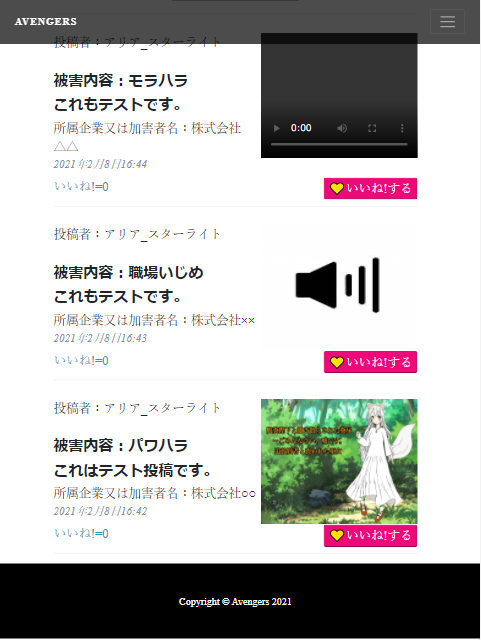 AVENGERS
投稿者：アリア_スターライト
被害内容：モラハラ
これもテストです。
所属企業又は加害者名：株式会社
△△
2021年2月8日16:44
いいね!=0
0:00
いいね!する
投稿者：アリア_スターライト
被害内容：職場いじめ
これもテストです。
所属企業又は加害者名：株式会社××
2021年2月8日16:43
いいね!=0
いいね!する
投稿者：アリア_スターライト
被害内容：パワハラ
これはテスト投稿です。
所属企業又は加害者名：株式会社○○
2021年2月8日16:42
いいね!=0
いいね!する
Copyright © Avengers 2021